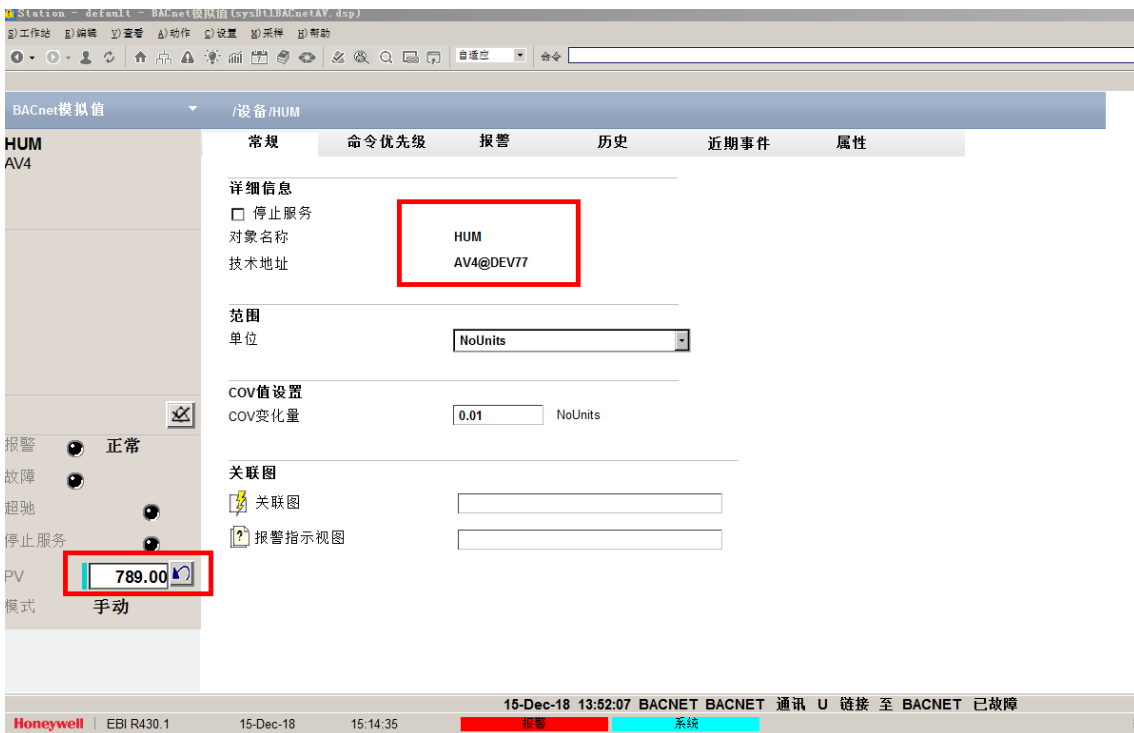 Station - default - BACnet模拟值(sysDtlBACnetAV.dsp)
S)工作站 E)编辑 V)查看 A)动作 C)设置 M)采样 H)帮助
自适应 命令
BACnet模拟值 /设备/HUM
HUM
AV4
常规 命令优先级 报警 历史 近期事件 属性
详细信息
停止服务
对象名称 HUM
技术地址 AV4@DEV77
范围
单位 NoUnits
COV值设置
COV变化量 0.01 NoUnits
报警 正常
故障
关联图
关联图
超驰
停止服务
报警指示视图
PV 789.00
模式 手动
15-Dec-18 13:52:07 BACNET BACNET 通讯 U 链接 至 BACNET 已故障
Honeywell EBI R430.1 15-Dec-18 15:14:35 报警 系统